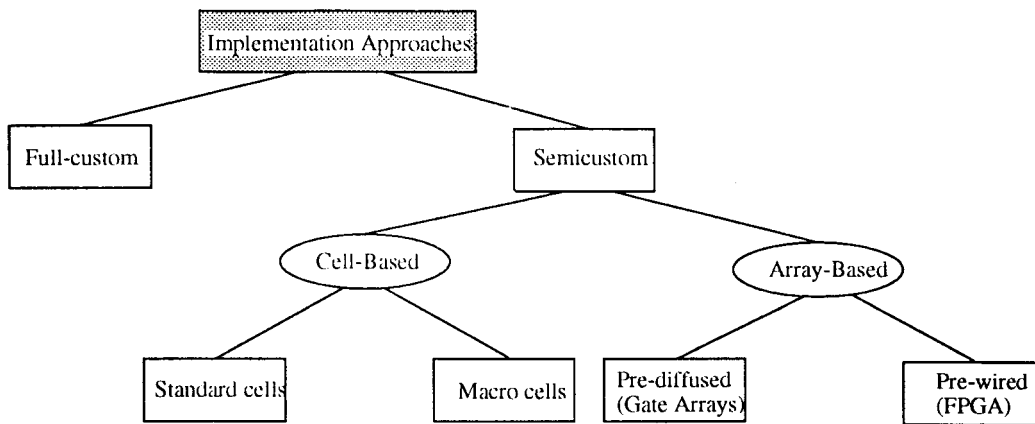 Implementation Approaches
Full-custom
Semicustom
Cell-Based
Array-Based
Standard cells
Macro cells
Pre-diffused
(Gate Arrays)
Pre-wired
(FPGA)